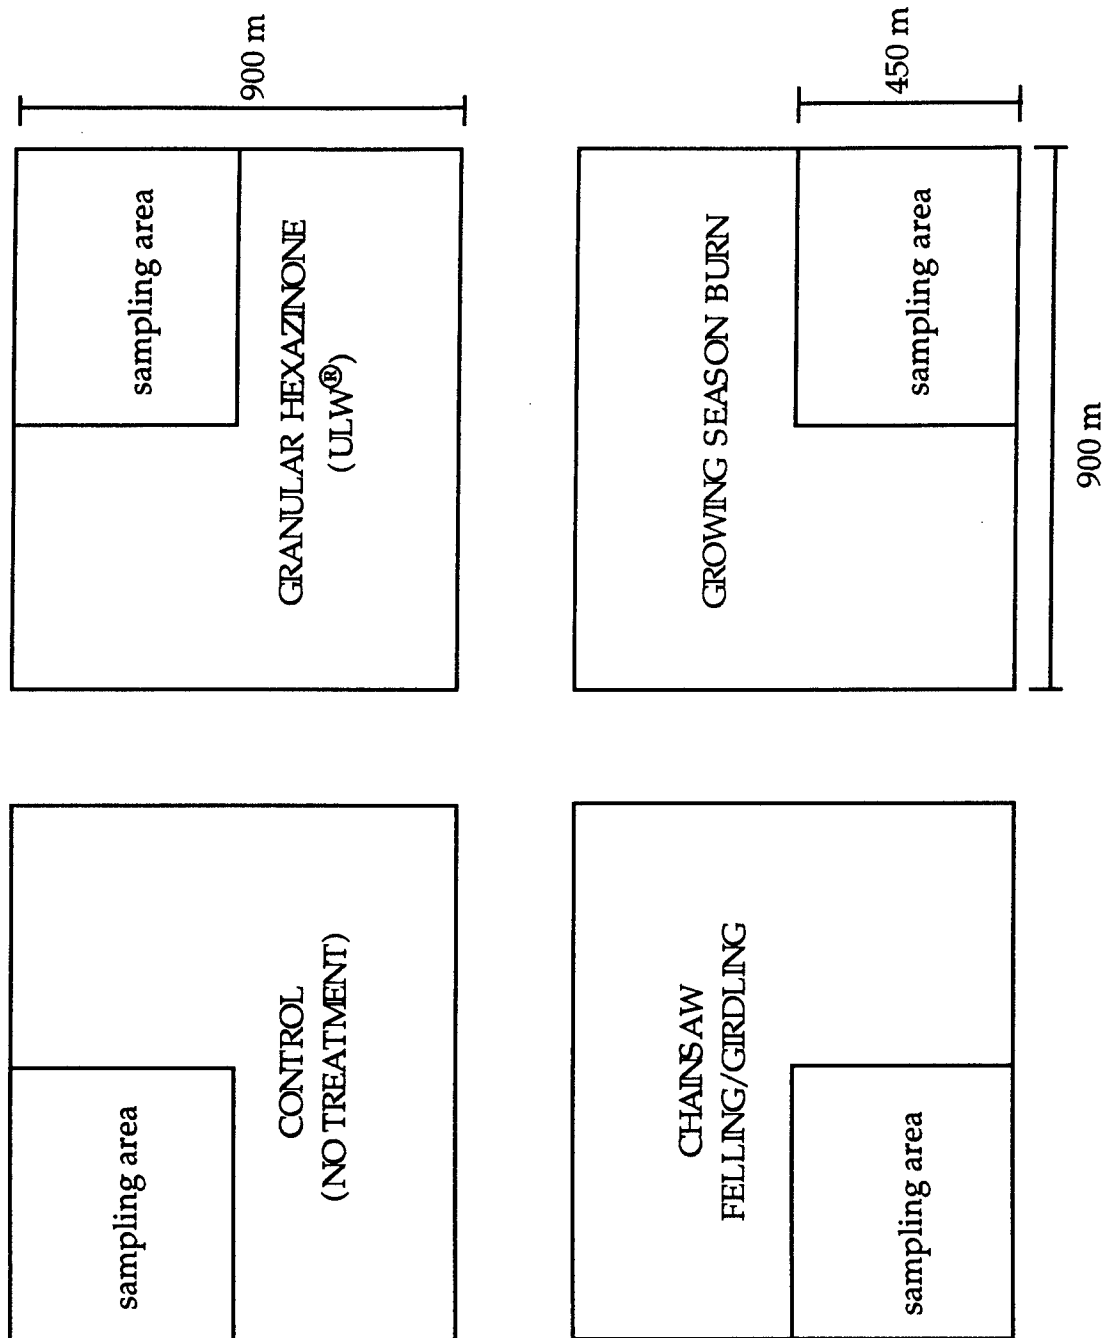 sampling area
CONTROL
(NO TREATMENT)
sampling area
GRANULAR HEXAZINONE
(ULW®)
900 m
CHAINSAW
FELLING/GIRDLING
sampling area
GROWING SEASON BURN
sampling area
450 m
900 m